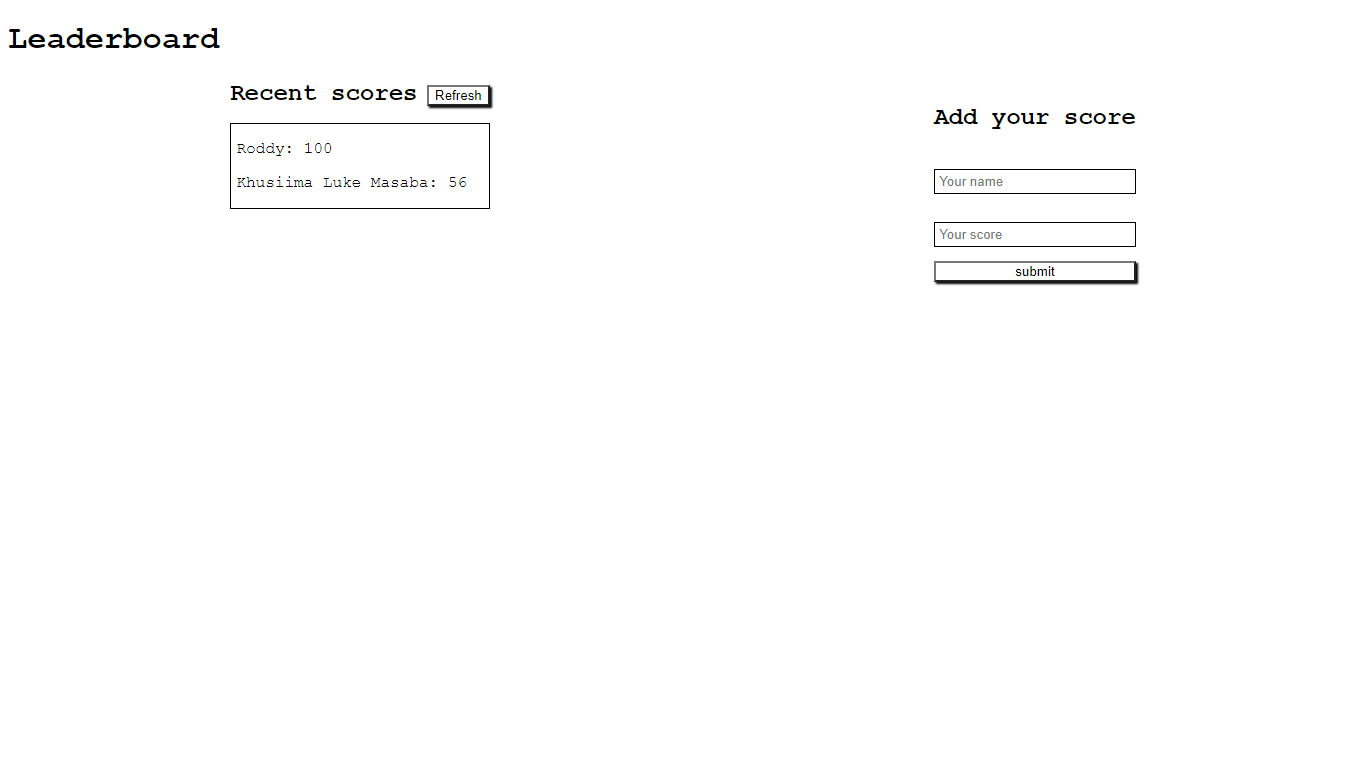 Leaderboard
Recent scores
Refresh
Roddy: 100
Khusiima Luke Masaba: 56
Add your score
Your name
Your score
submit